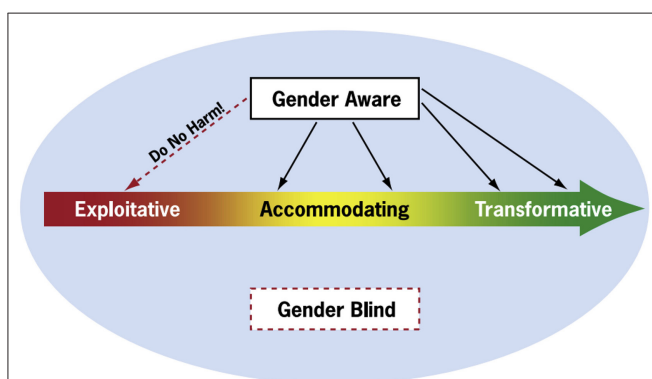 Gender Aware
Do No Harm!
Exploitative
Accommodating
Transformative
Gender Blind